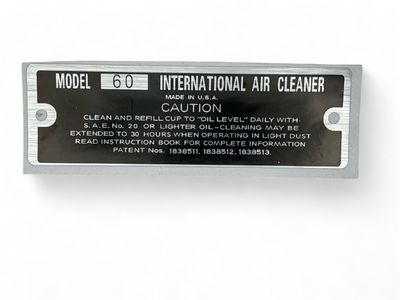 MODEL 60 INTERNATIONAL AIR CLEANER
MADE IN U.S.A.
CAUTION
CLEAN AND REFILL CUP TO "OIL LEVEL" DAILY WITH
S.A.E. No. 20 OR LIGHTER OIL-CLEANING MAY BE
EXTENDED TO 30 HOURS WHEN OPERATING IN LIGHT DUST
READ INSTRUCTION BOOK FOR COMPLETE INFORMATION
PATENT Nos. 1838511, 1838512, 1838513.